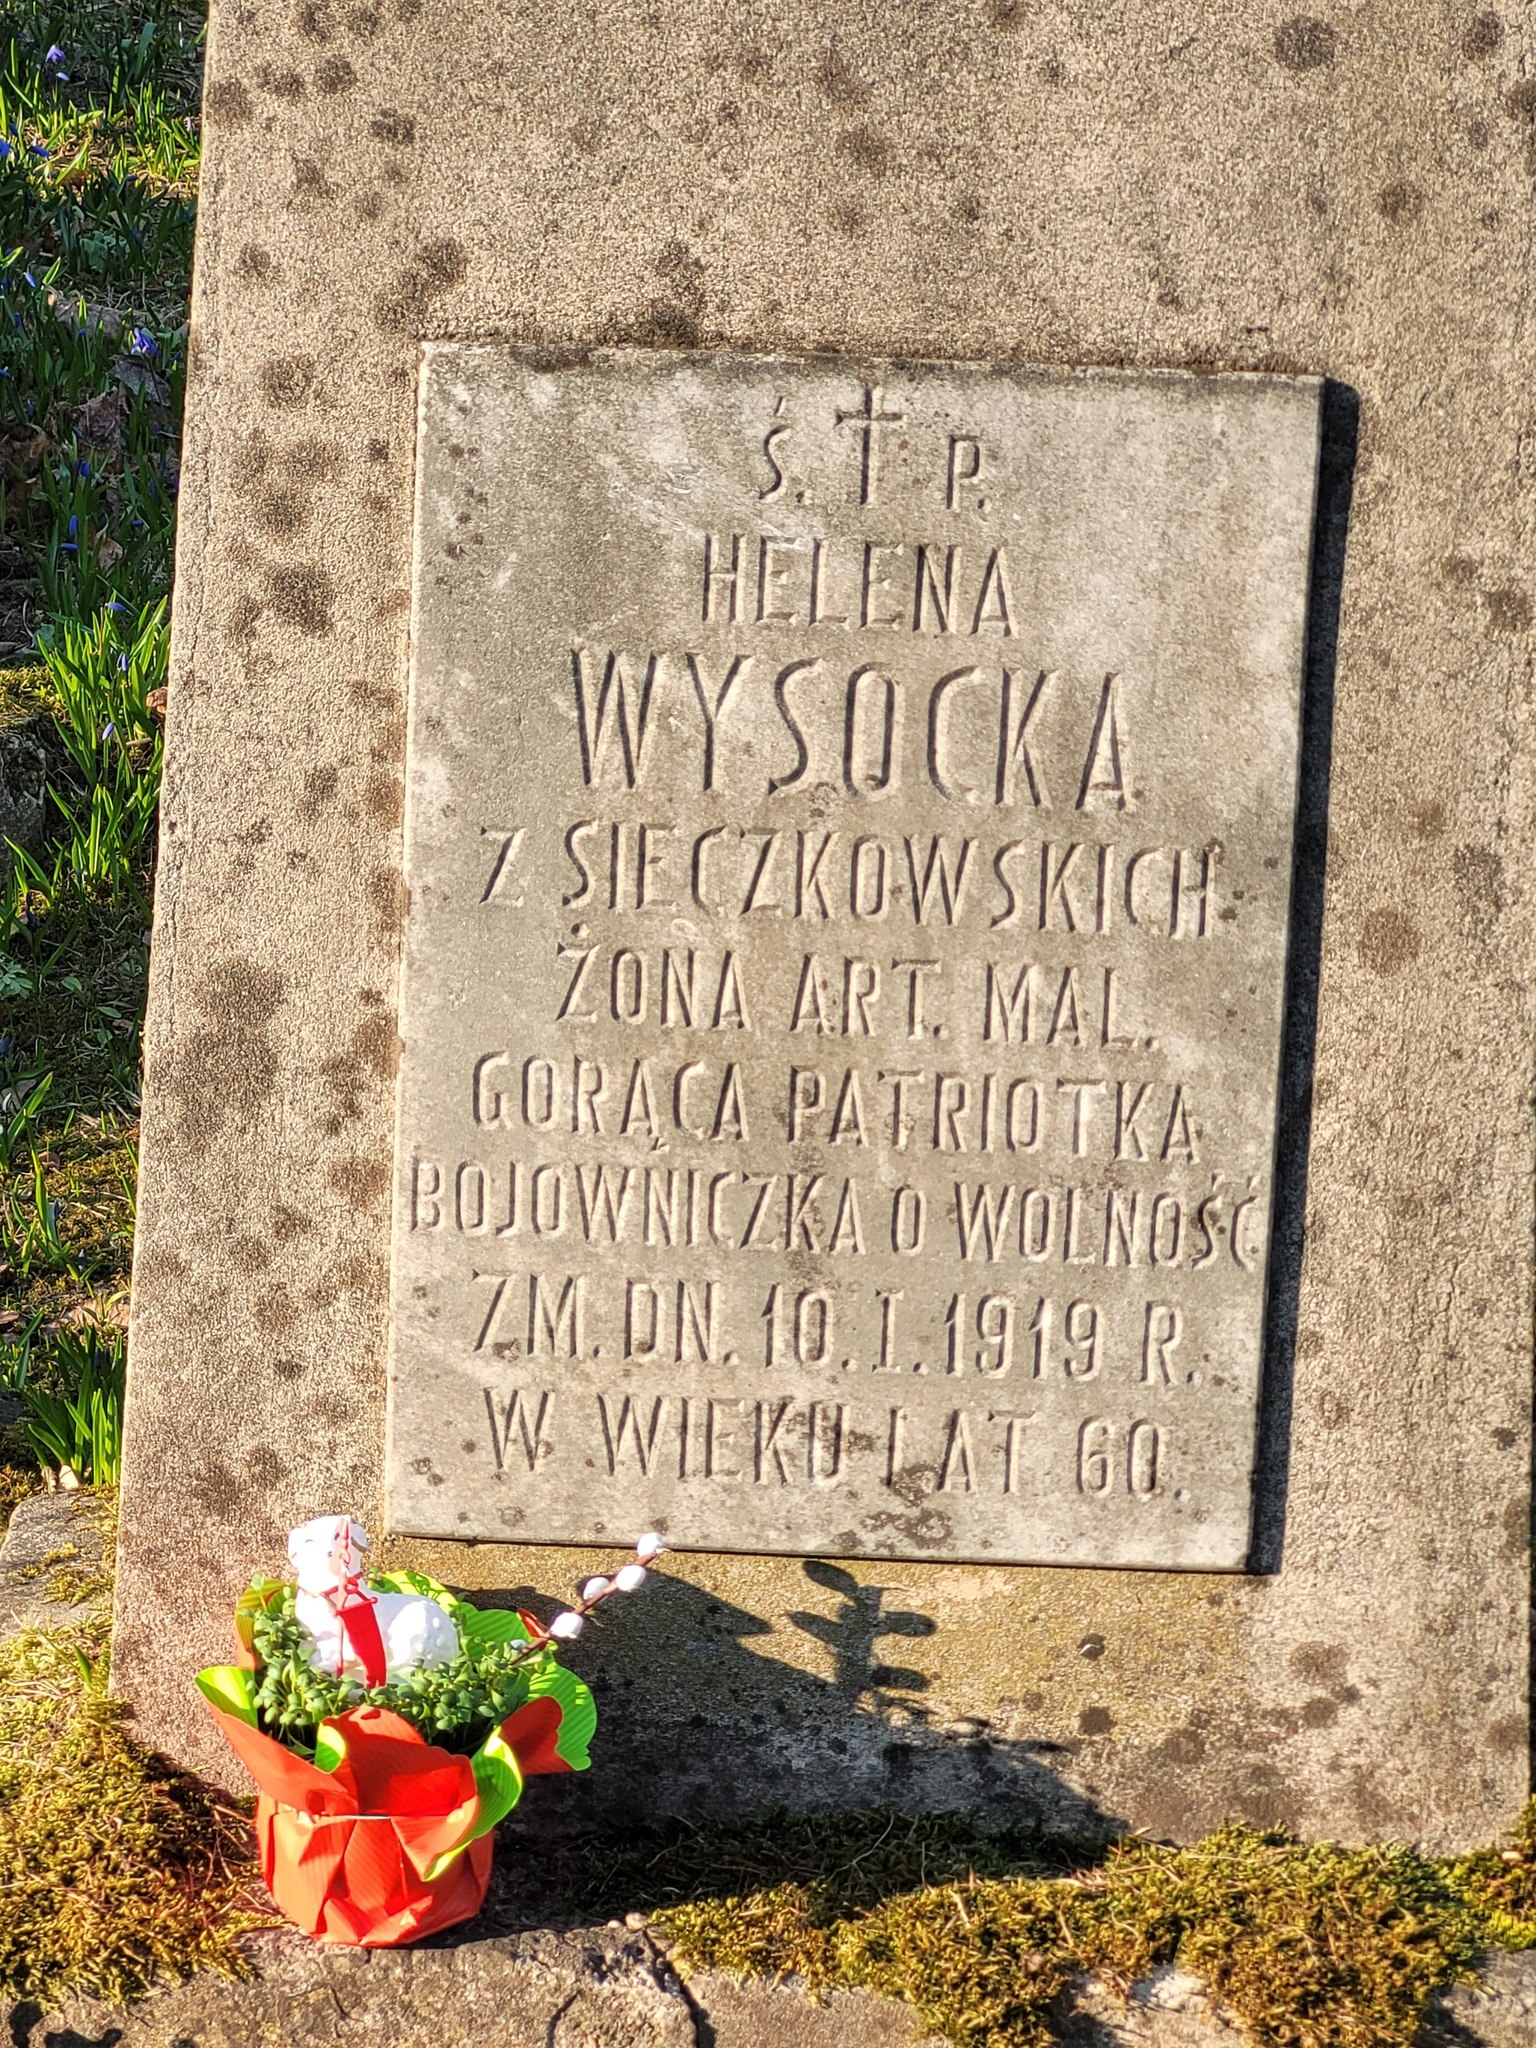 Ś. † P.
HELENA
WYSOCKA
Z SIECZKOWSKICH
ŻONA ART. MAL.
GORĄCA PATRIOTKA
BOJOWNICZKA O WOLNOŚĆ
ZM. DN. 10. I. 1919 R.
W WIEKU LAT 60.